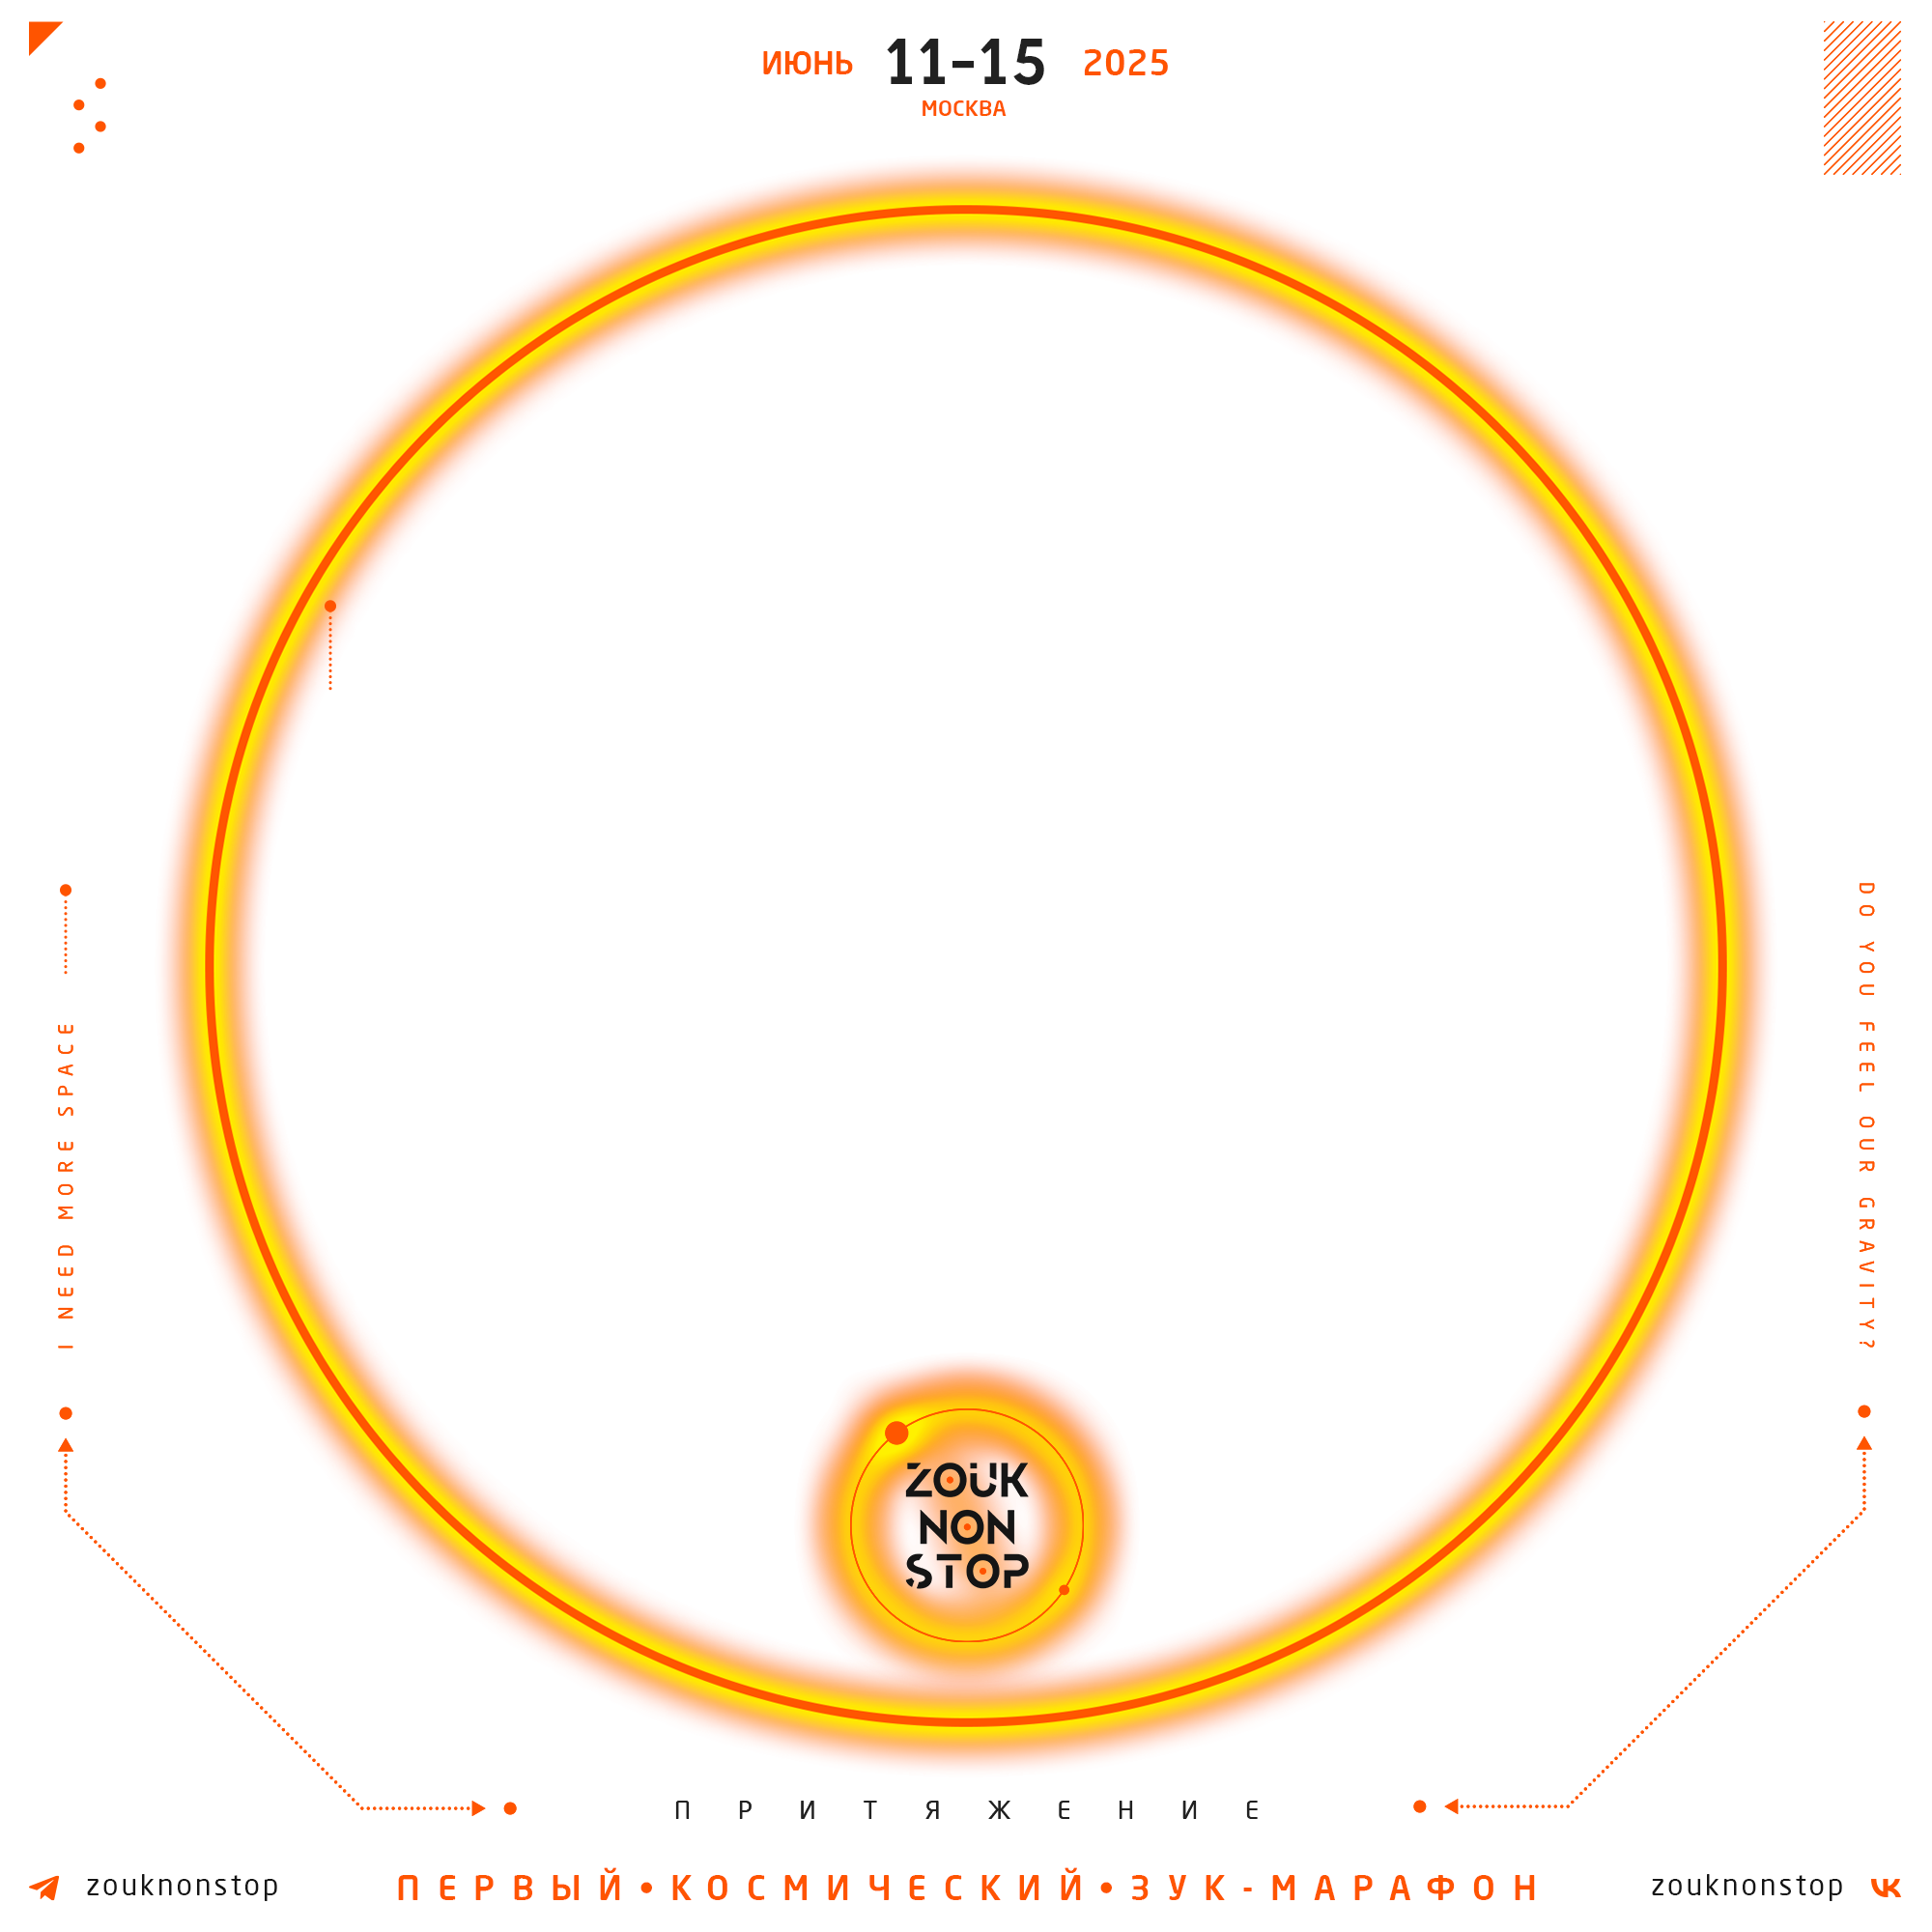 ИЮНЬ 11-15 2025
МОСКВА
I NEED MORE SPACE
DO YOU FEEL OUR GRAVITY?
ZOUK
NON
STOP
ПРИТЯЖЕНИЕ
zouknonstop
ПЕРВЫЙ•КОСМИЧЕСКИЙ•ЗУК-МАРАФОН
zouknonstop